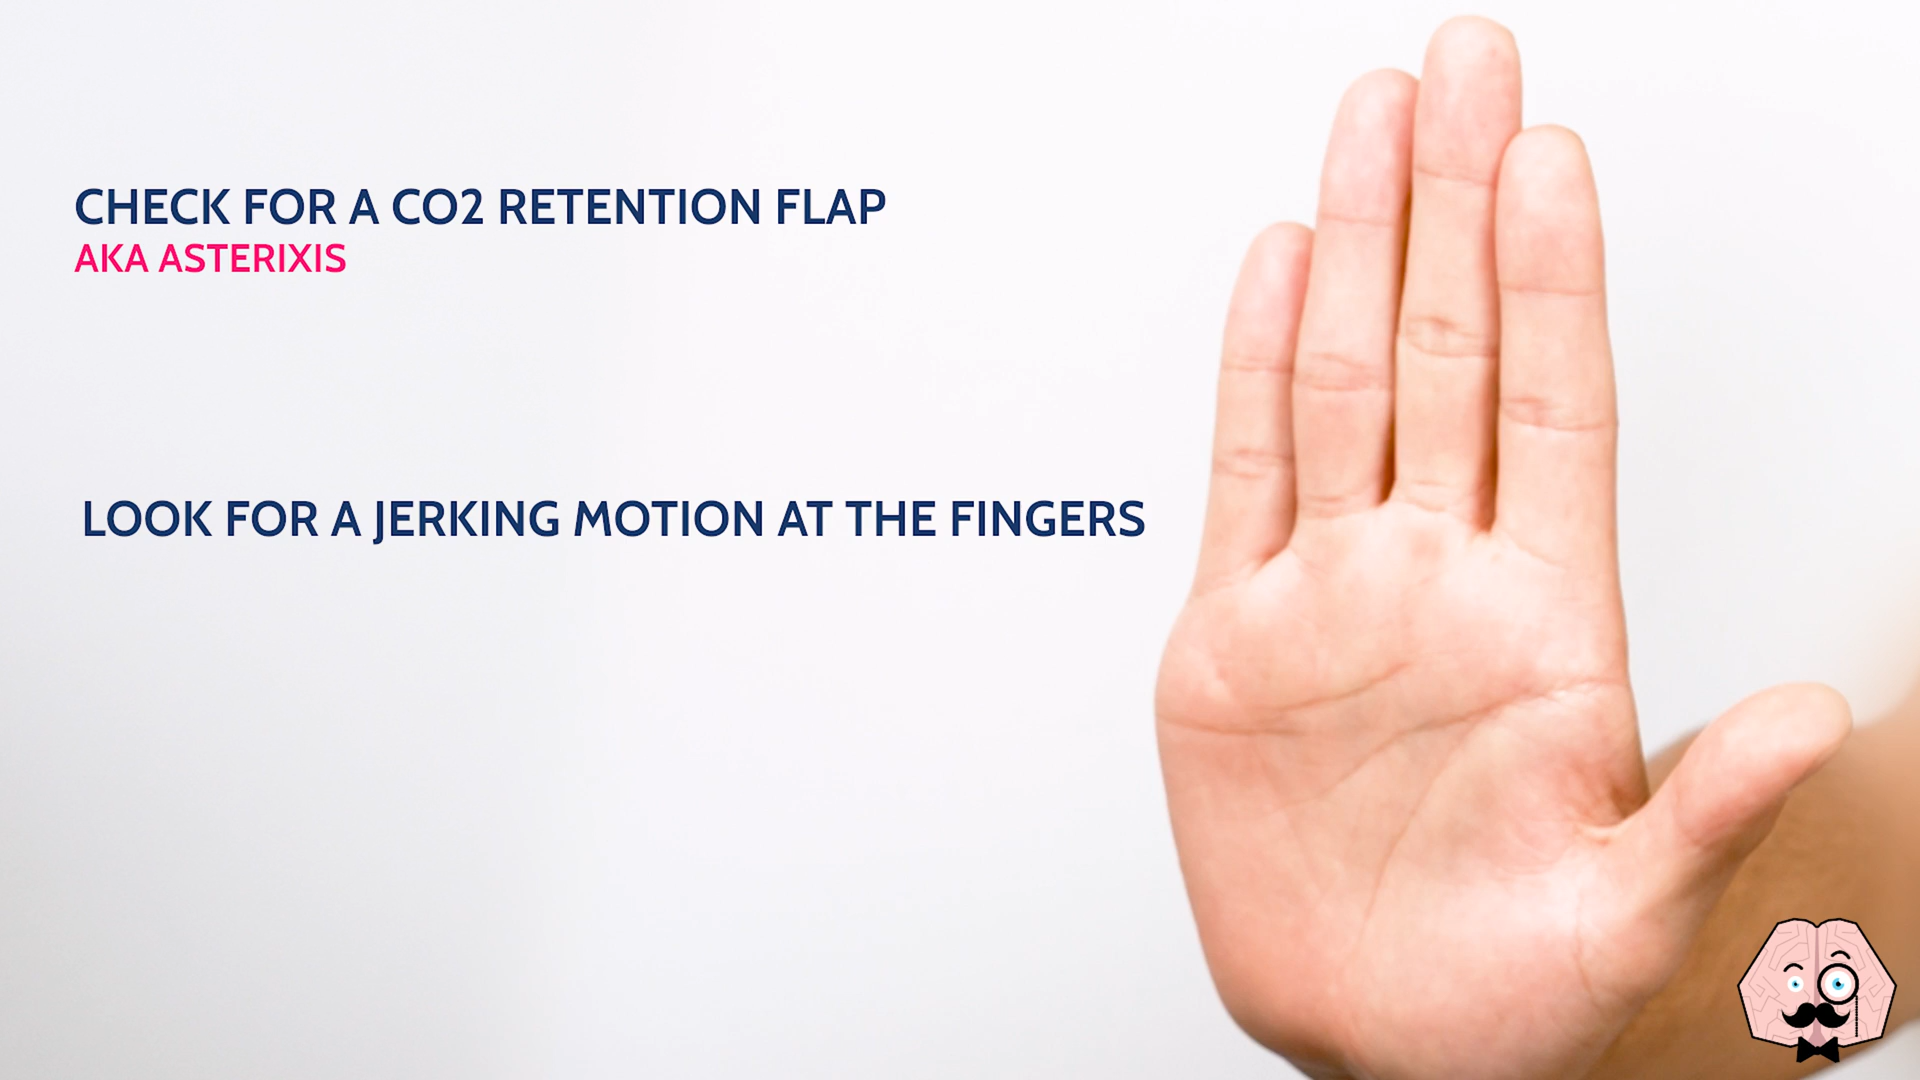 CHECK FOR A CO2 RETENTION FLAP
AKA ASTERIXIS
LOOK FOR A JERKING MOTION AT THE FINGERS